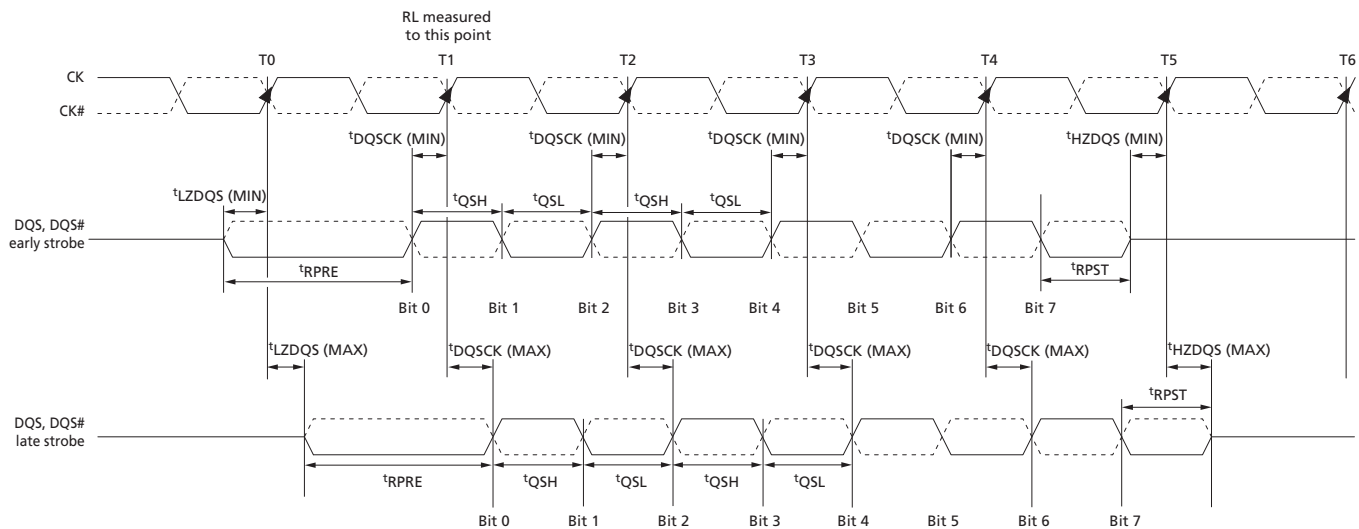 RL measured
to this point
T0 T1 T2 T3 T4 T5 T6
CK
CK#
tDQSCK (MIN) tDQSCK (MIN) tDQSCK (MIN) tDQSCK (MIN) tHZDQS (MIN)
tLZDQS (MIN)
tQSH tQSL tQSH tQSL
DQS, DQS#
early strobe
tRPRE tRPST
Bit 0 Bit 1 Bit 2 Bit 3 Bit 4 Bit 5 Bit 6 Bit 7
tLZDQS (MAX) tDQSCK (MAX) tDQSCK (MAX) tDQSCK (MAX) tDQSCK (MAX) tHZDQS (MAX)
tRPST
DQS, DQS#
late strobe
tRPRE tQSH tQSL tQSH tQSL
Bit 0 Bit 1 Bit 2 Bit 3 Bit 4 Bit 5 Bit 6 Bit 7